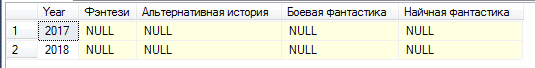 Year Фэнтези Альтернативная история Боевая фантастика Найчная фантастика
1 2017 NULL NULL NULL NULL
2 2018 NULL NULL NULL NULL